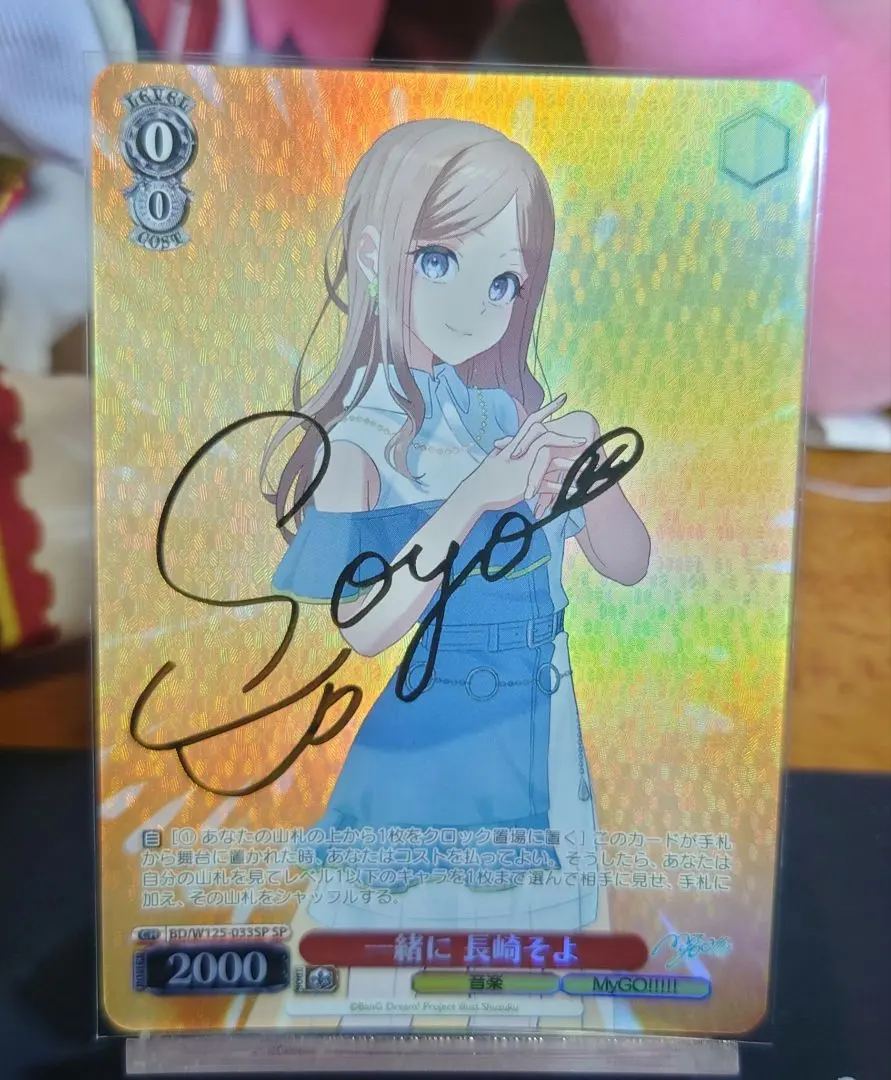 LEVEL
0
0
COST
Soyo
自 [① あなたの山札の上から1枚をクロック置場に置く] このカードが手札
から舞台に置かれた時、あなたはコストを払ってよい。そうしたら、あなたは
自分の山札を見てレベル1以下のキャラを1枚まで選んで相手に見せ、手札に
加え、その山札をシャッフルする。
CH BD/W125-033SP SP
一緒に 長崎そよ
POWER 2000 SOUL
音楽 MyGO!!!!!
©BanG Dream! Project illust.Shizuku